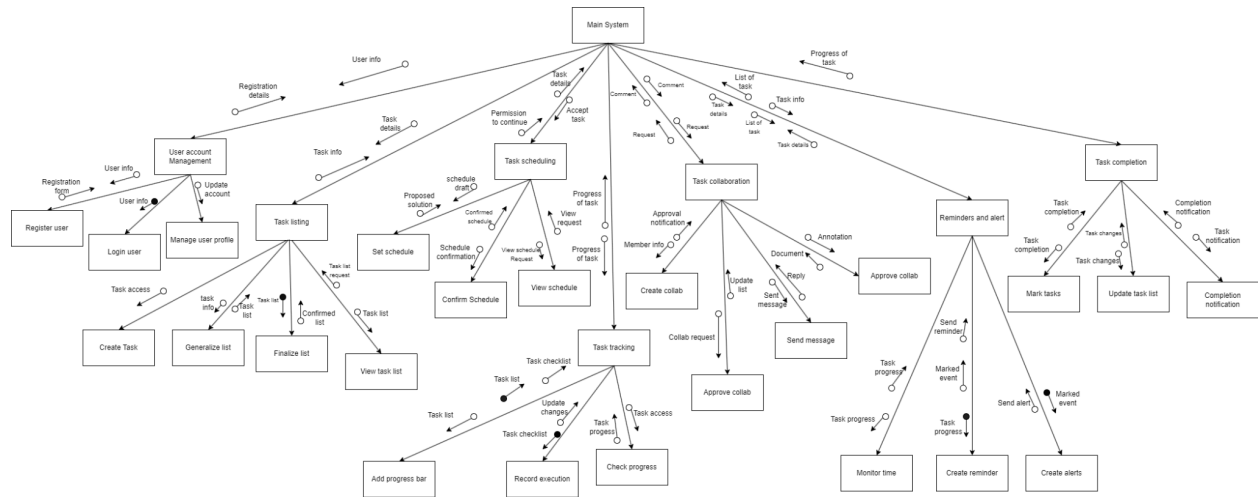 Main System
User info
Registration
details
Task
details
Task info
Task
details
Accept
task
Permission
to continue
Comment
Comment
Request
Request
List of
task
Task
details
Task info
List of
task
Task details
Progress of
task
User account
Management
User info
Registration
form
User info
Update
account
Register user
Login user
Manage user profile
Task listing
Task access
task
info
Task
list
Task list
Confirmed
list
Task list
request
Task list
Create Task
Generalize list
Finalize list
View task list
Task scheduling
schedule
draft
Proposed
solution
Confirmed
schedule
Schedule
confirmation
View
request
View schedule
Request
Set schedule
Confirm Schedule
View schedule
Progress
of task
Progress
of task
Task tracking
Task checklist
Task list
Task list
Update
changes
Task checklist
Task
progess
Task access
Add progress bar
Record execution
Check progress
Task collaboration
Approval
notification
Member info
Update
list
Collab request
Document
Reply
Sent
message
Annotation
Create collab
Approve collab
Send message
Approve collab
Reminders and alert
Task
progress
Task progress
Send
reminder
Marked
event
Task
progress
Send alert
Marked
event
Monitor time
Create reminder
Create alerts
Task completion
Task
completion
Task
completion
Task changes
Task changes
Completion
notification
Task
notification
Mark tasks
Update task list
Completion
notification